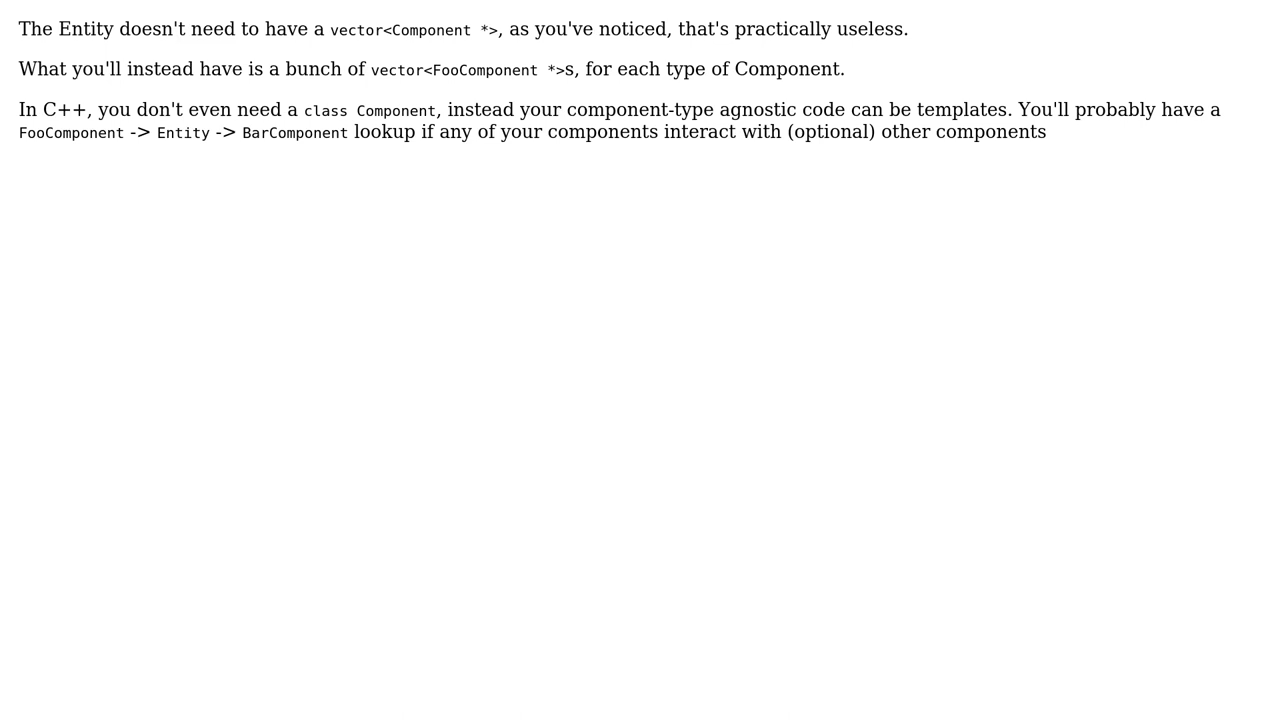 The Entity doesn't need to have a vector<Component *>, as you've noticed, that's practically useless.
What you'll instead have is a bunch of vector<FooComponent *>s, for each type of Component.
In C++, you don't even need a class Component, instead your component-type agnostic code can be templates. You'll probably have a
FooComponent -> Entity -> BarComponent lookup if any of your components interact with (optional) other components